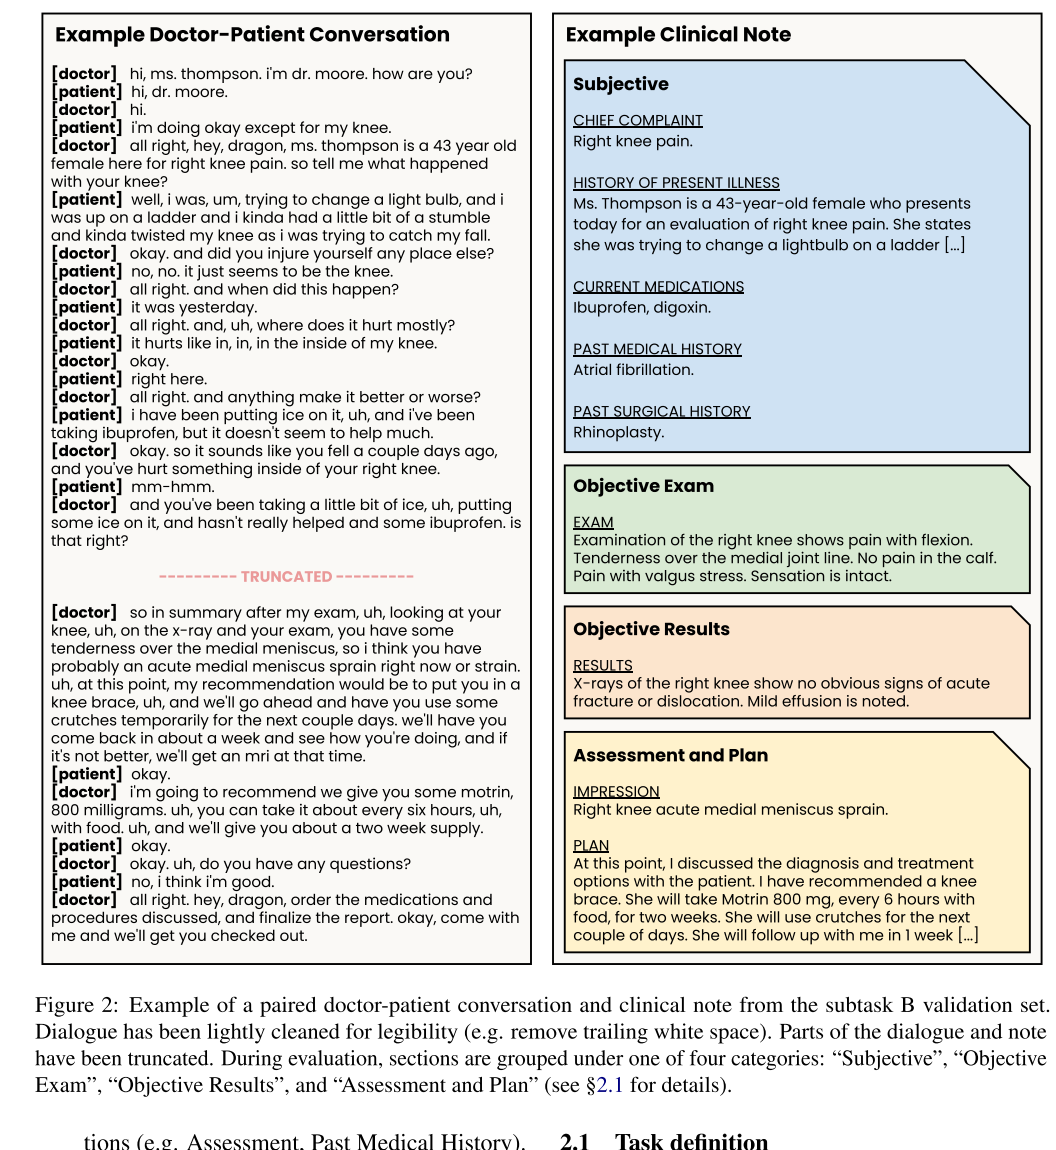 Example Doctor-Patient Conversation
[doctor] hi, ms. thompson. i'm dr. moore. how are you?
[patient] hi, dr. moore.
[doctor] hi.
[patient] i'm doing okay except for my knee.
[doctor] all right, hey, dragon, ms. thompson is a 43 year old
female here for right knee pain. so tell me what happened
with your knee?
[patient] well, i was, um, trying to change a light bulb, and i
was up on a ladder and i kinda had a little bit of a stumble
and kinda twisted my knee as i was trying to catch my fall.
[doctor] okay. and did you injure yourself any place else?
[patient] no, no. it just seems to be the knee.
[doctor] all right. and when did this happen?
[patient] it was yesterday.
[doctor] all right. and, uh, where does it hurt mostly?
[patient] it hurts like in, in, in the inside of my knee.
[doctor] okay.
[patient] right here.
[doctor] all right. and anything make it better or worse?
[patient] i have been putting ice on it, uh, and i've been
taking ibuprofen, but it doesn't seem to help much.
[doctor] okay. so it sounds like you fell a couple days ago,
and you've hurt something inside of your right knee.
[patient] mm-hmm.
[doctor] and you've been taking a little bit of ice, uh, putting
some ice on it, and hasn't really helped and some ibuprofen. is
that right?
--------- TRUNCATED ---------
[doctor] so in summary after my exam, uh, looking at your
knee, uh, on the x-ray and your exam, you have some
tenderness over the medial meniscus, so i think you have
probably an acute medial meniscus sprain right now or strain.
uh, at this point, my recommendation would be to put you in a
knee brace, uh, and we'll go ahead and have you use some
crutches temporarily for the next couple days. we'll have you
come back in about a week and see how you're doing, and if
it's not better, we'll get an mri at that time.
[patient] okay.
[doctor] i'm going to recommend we give you some motrin,
800 milligrams. uh, you can take it about every six hours, uh,
with food. uh, and we'll give you about a two week supply.
[patient] okay.
[doctor] okay. uh, do you have any questions?
[patient] no, i think i'm good.
[doctor] all right. hey, dragon, order the medications and
procedures discussed, and finalize the report. okay, come with
me and we'll get you checked out.
Example Clinical Note
Subjective
CHIEF COMPLAINT
Right knee pain.
HISTORY OF PRESENT ILLNESS
Ms. Thompson is a 43-year-old female who presents
today for an evaluation of right knee pain. She states
she was trying to change a lightbulb on a ladder [...]
CURRENT MEDICATIONS
Ibuprofen, digoxin.
PAST MEDICAL HISTORY
Atrial fibrillation.
PAST SURGICAL HISTORY
Rhinoplasty.
Objective Exam
EXAM
Examination of the right knee shows pain with flexion.
Tenderness over the medial joint line. No pain in the calf.
Pain with valgus stress. Sensation is intact.
Objective Results
RESULTS
X-rays of the right knee show no obvious signs of acute
fracture or dislocation. Mild effusion is noted.
Assessment and Plan
IMPRESSION
Right knee acute medial meniscus sprain.
PLAN
At this point, I discussed the diagnosis and treatment
options with the patient. I have recommended a knee
brace. She will take Motrin 800 mg, every 6 hours with
food, for two weeks. She will use crutches for the next
couple of days. She will follow up with me in 1 week [...]
Figure 2: Example of a paired doctor-patient conversation and clinical note from the subtask B validation set.
Dialogue has been lightly cleaned for legibility (e.g. remove trailing white space). Parts of the dialogue and note
have been truncated. During evaluation, sections are grouped under one of four categories: “Subjective”, “Objective
Exam”, “Objective Results”, and “Assessment and Plan” (see §2.1 for details).
tions (e.g. Assessment, Past Medical History).
2.1 Task definition